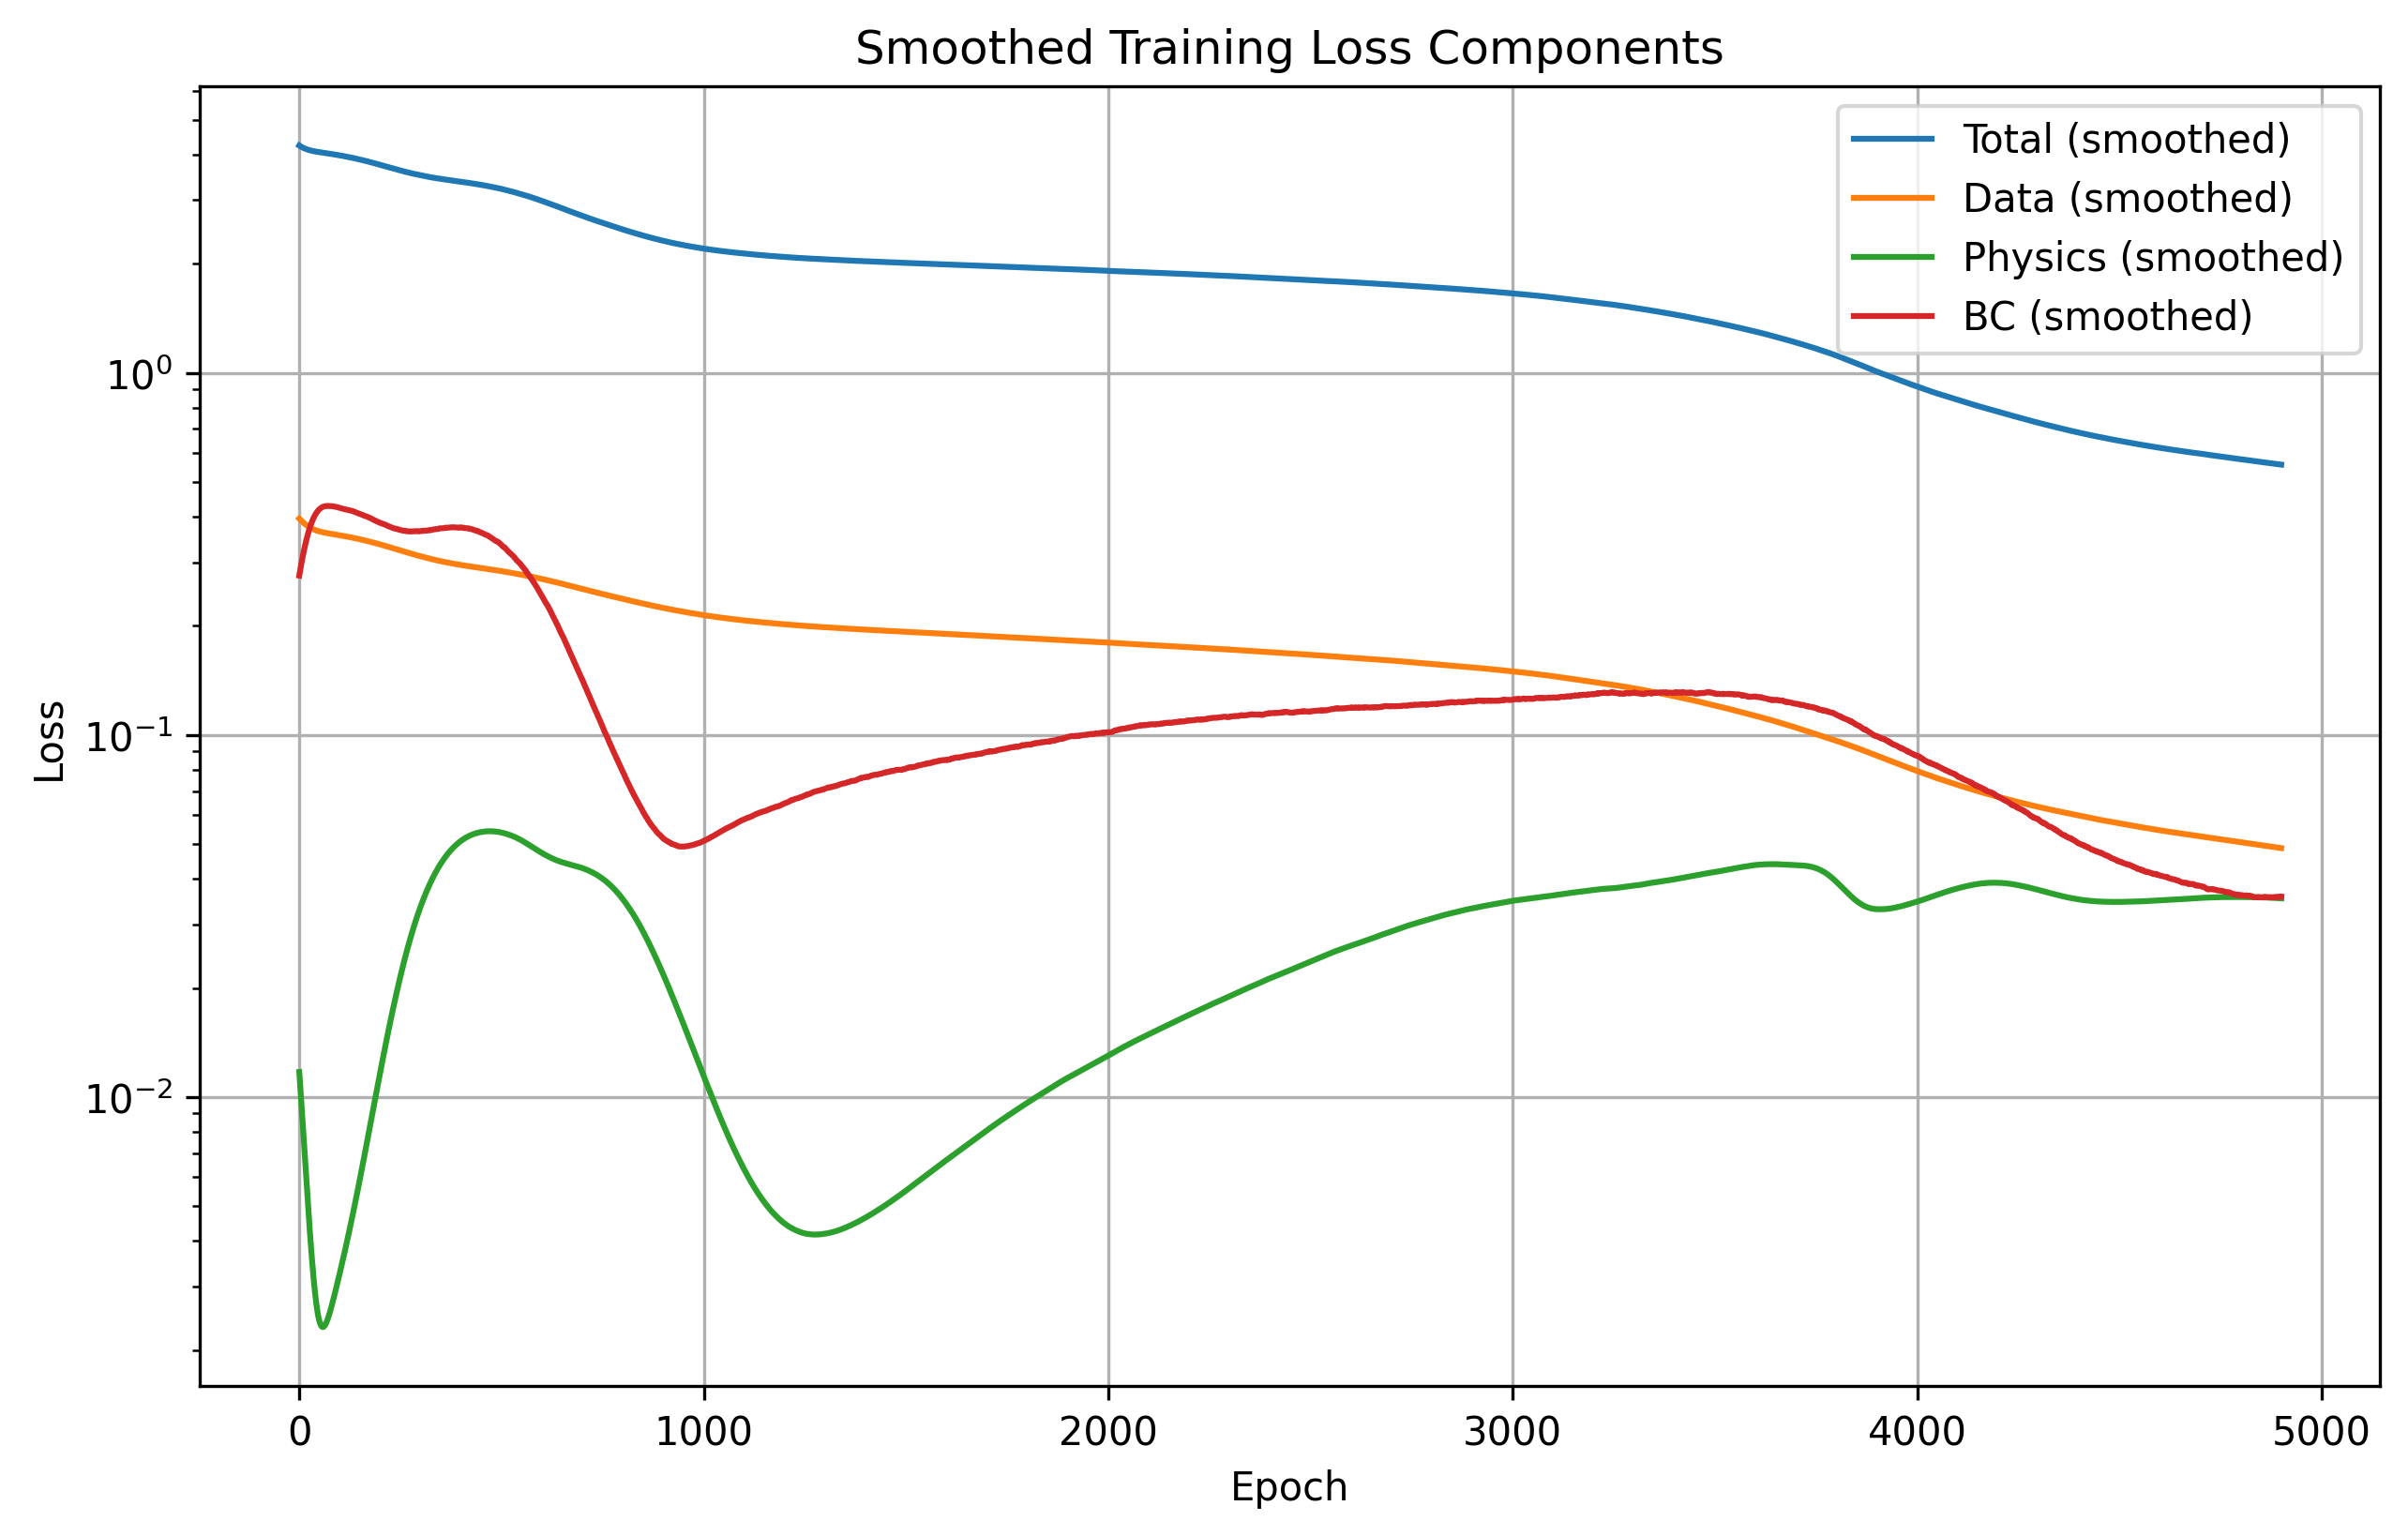 Smoothed Training Loss Components
Total (smoothed)
Data (smoothed)
Physics (smoothed)
BC (smoothed)
Loss
10⁰
10⁻¹
10⁻²
0 1000 2000 3000 4000 5000
Epoch